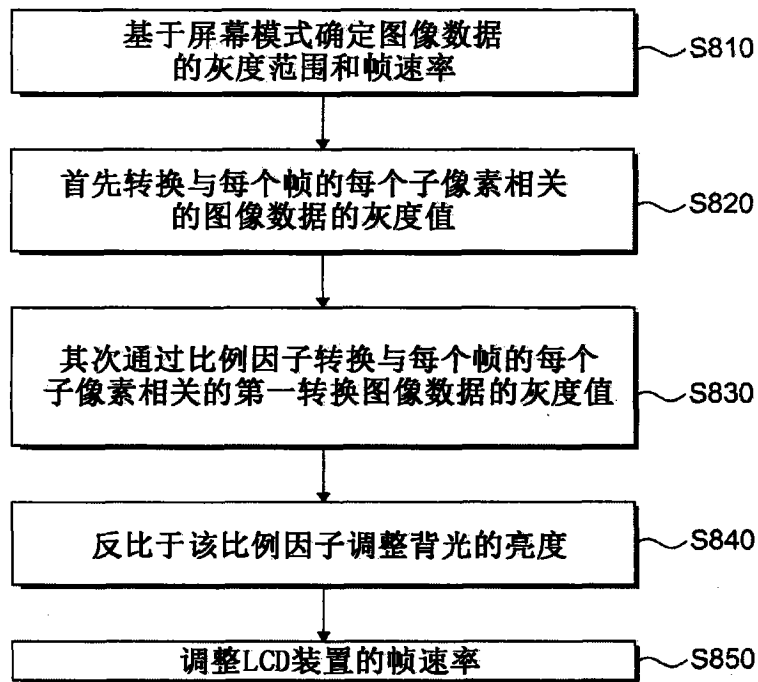 基于屏幕模式确定图像数据
的灰度范围和帧速率
S810
首先转换与每个帧的每个子像素相关
的图像数据的灰度值
S820
其次通过比例因子转换与每个帧的每个
子像素相关的第一转换图像数据的灰度值
S830
反比于该比例因子调整背光的亮度
S840
调整LCD装置的帧速率
S850